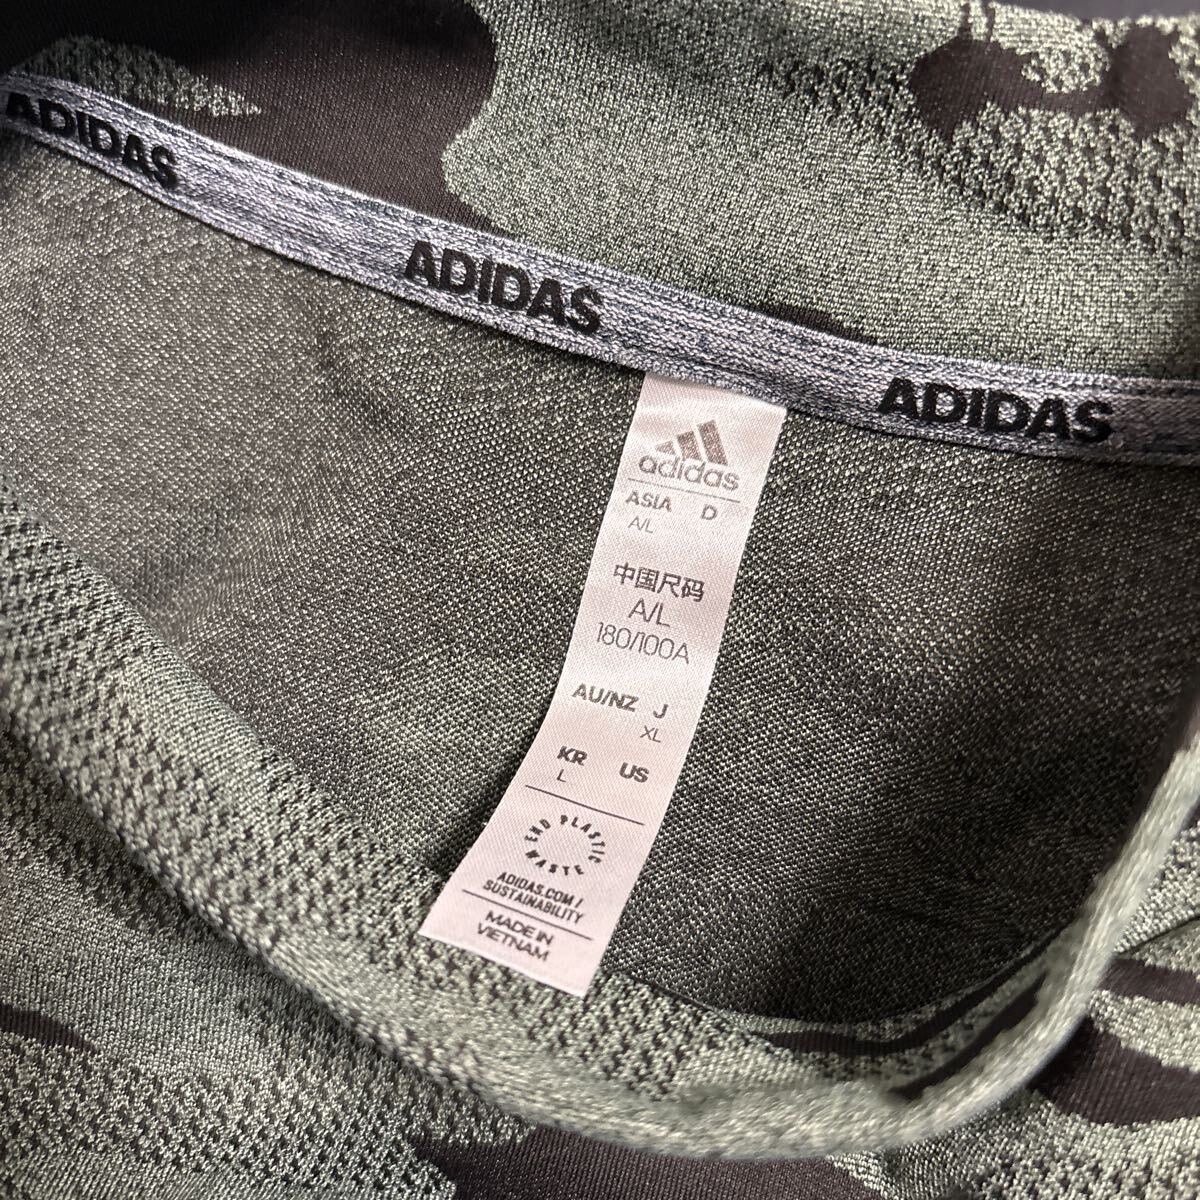 ADIDAS
ADIDAS
ADIDAS
adidas
ASIA D
A/L
中国尺码
A/L
180/100A
AU/NZ J
XL
KR US
L
END PLASTIC WASTE
ADIDAS.COM/
SUSTAINABILITY
MADE IN
VIETNAM